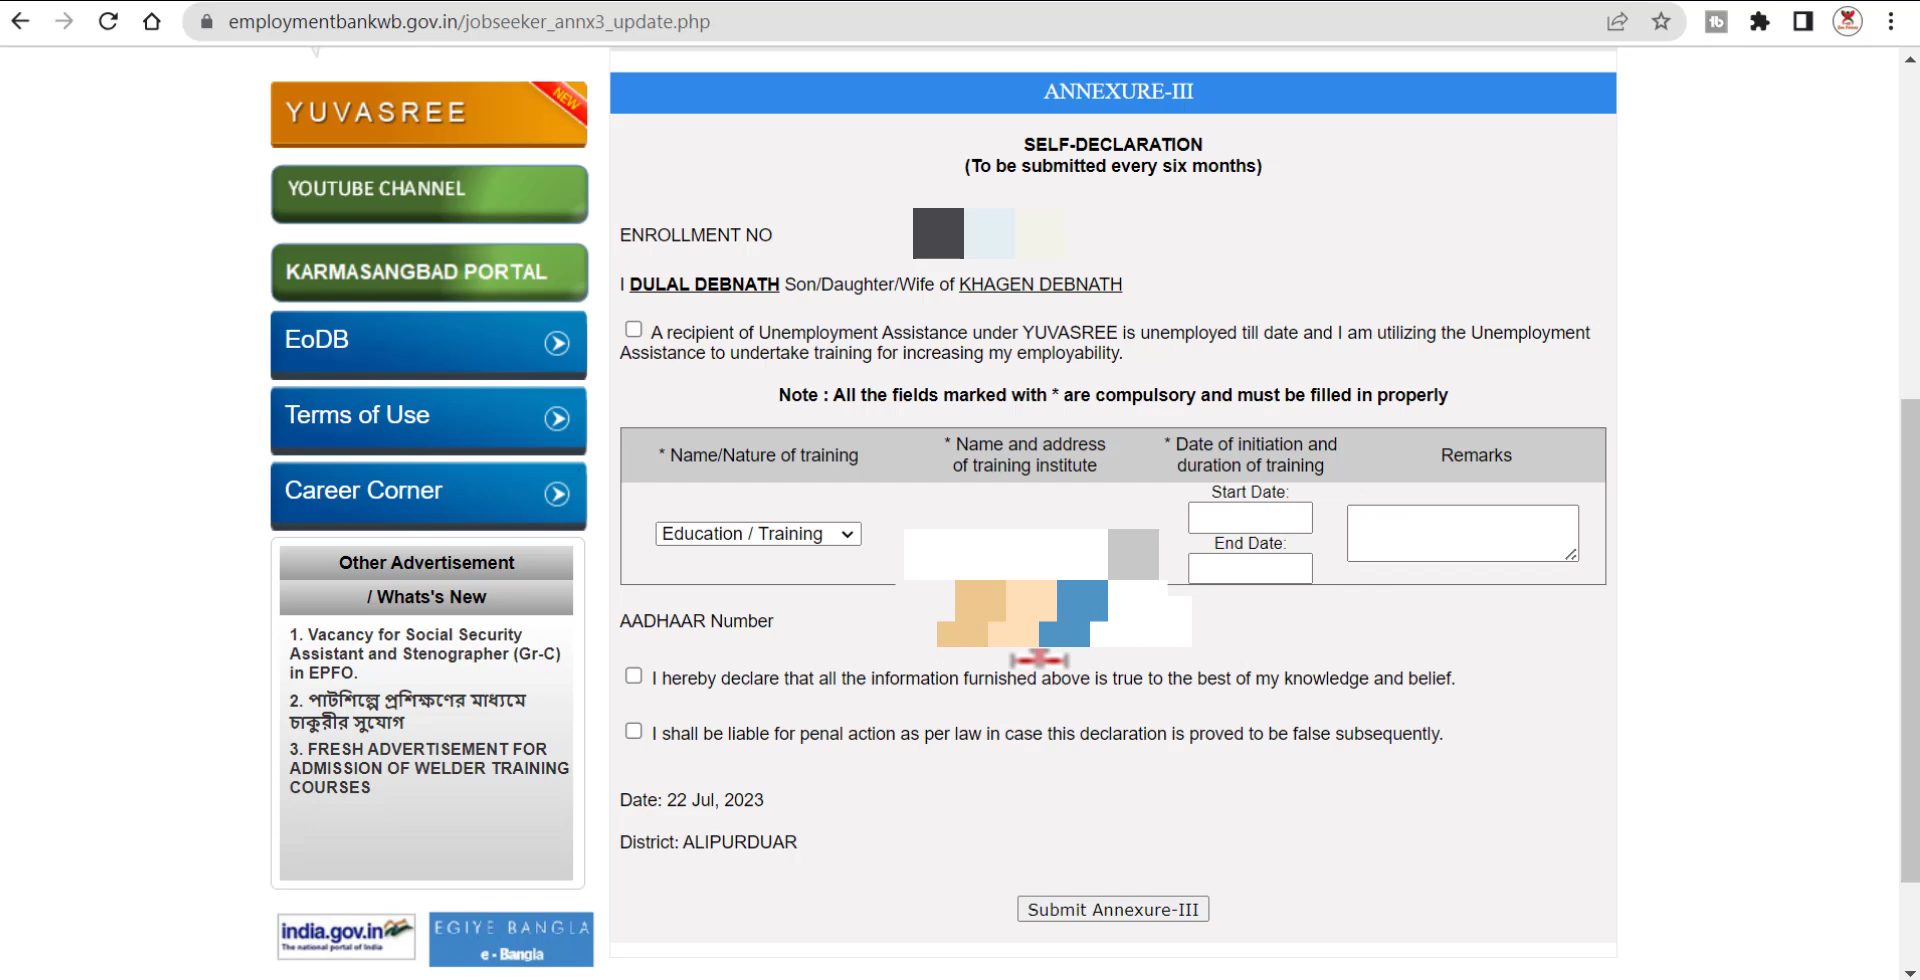 employmentbankwb.gov.in/jobseeker_annx3_update.php
YUVASREE
NEW
YOUTUBE CHANNEL
KARMASANGBAD PORTAL
EoDB
Terms of Use
Career Corner
Other Advertisement
/ Whats's New
1. Vacancy for Social Security
Assistant and Stenographer (Gr-C)
in EPFO.
2. পাটশিল্পে প্রশিক্ষণের মাধ্যমে
চাকুরীর সুযোগ
3. FRESH ADVERTISEMENT FOR
ADMISSION OF WELDER TRAINING
COURSES
india.gov.in
The national portal of India
EGIYE BANGLA
e - Bangla
ANNEXURE-III
SELF-DECLARATION
(To be submitted every six months)
ENROLLMENT NO
I DULAL DEBNATH Son/Daughter/Wife of KHAGEN DEBNATH
A recipient of Unemployment Assistance under YUVASREE is unemployed till date and I am utilizing the Unemployment
Assistance to undertake training for increasing my employability.
Note : All the fields marked with * are compulsory and must be filled in properly
* Name/Nature of training
* Name and address
of training institute
* Date of initiation and
duration of training
Remarks
Education / Training
Start Date:
End Date:
AADHAAR Number
I hereby declare that all the information furnished above is true to the best of my knowledge and belief.
I shall be liable for penal action as per law in case this declaration is proved to be false subsequently.
Date: 22 Jul, 2023
District: ALIPURDUAR
Submit Annexure-III